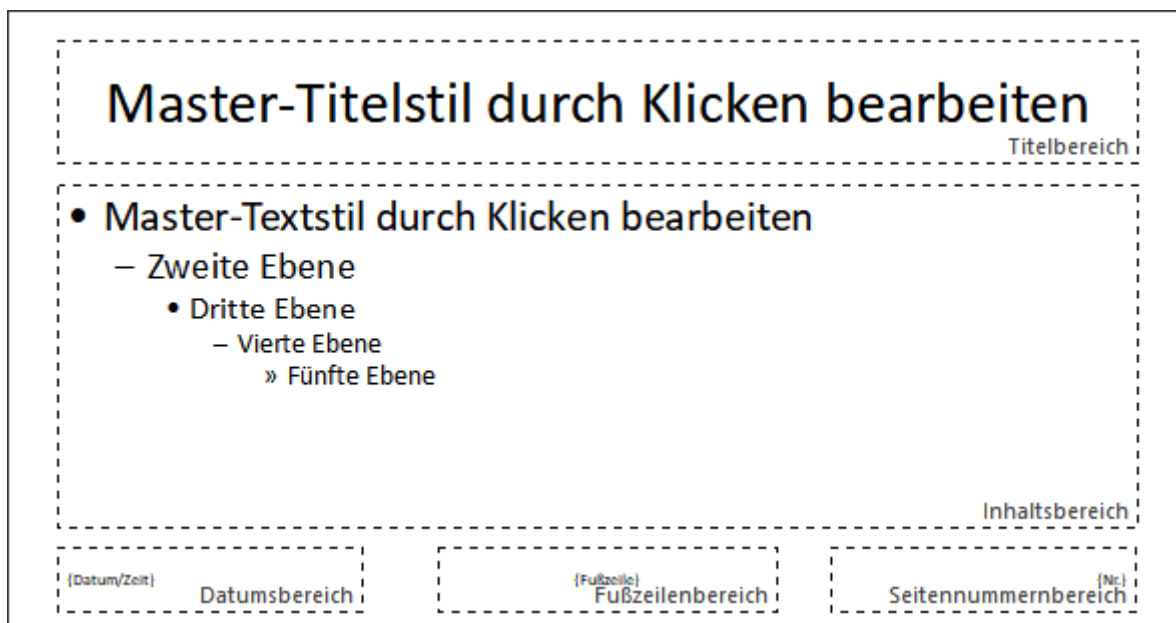 Master-Titelstil durch Klicken bearbeiten
Titelbereich
• Master-Textstil durch Klicken bearbeiten
– Zweite Ebene
• Dritte Ebene
– Vierte Ebene
» Fünfte Ebene
Inhaltsbereich
{Datum/Zeit}
Datumsbereich
{Fußzeile}
Fußzeilenbereich
{Nr.}
Seitennummernbereich